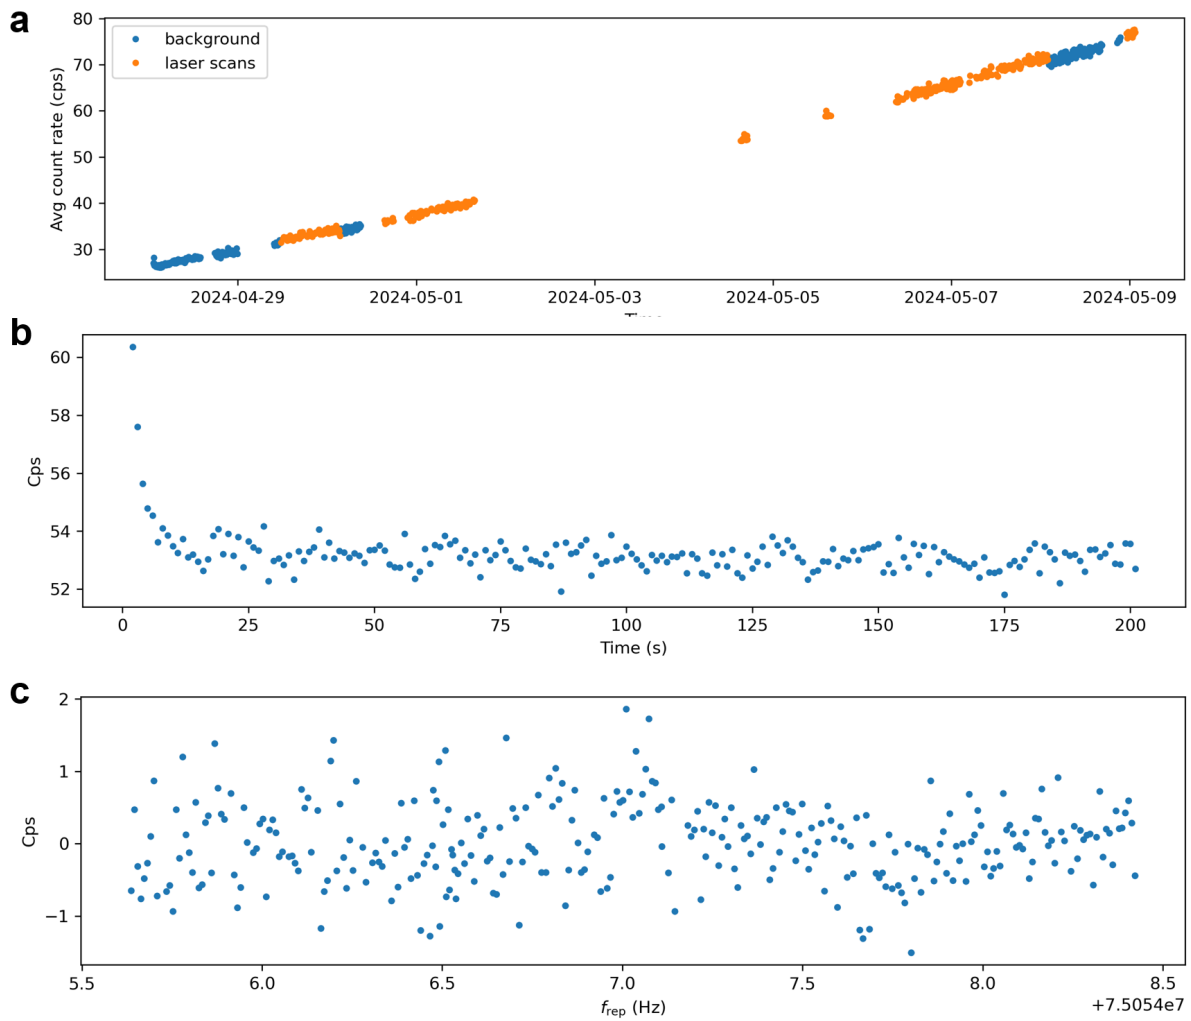 a
80
70
60
50
40
30
Avg count rate (cps)
background
laser scans
2024-04-29 2024-05-01 2024-05-03 2024-05-05 2024-05-07 2024-05-09
b
60
58
56
54
52
Cps
0 25 50 75 100 125 150 175 200
Time (s)
c
2
1
0
−1
Cps
5.5 6.0 6.5 7.0 7.5 8.0 8.5
f_rep (Hz)
+7.5054e7